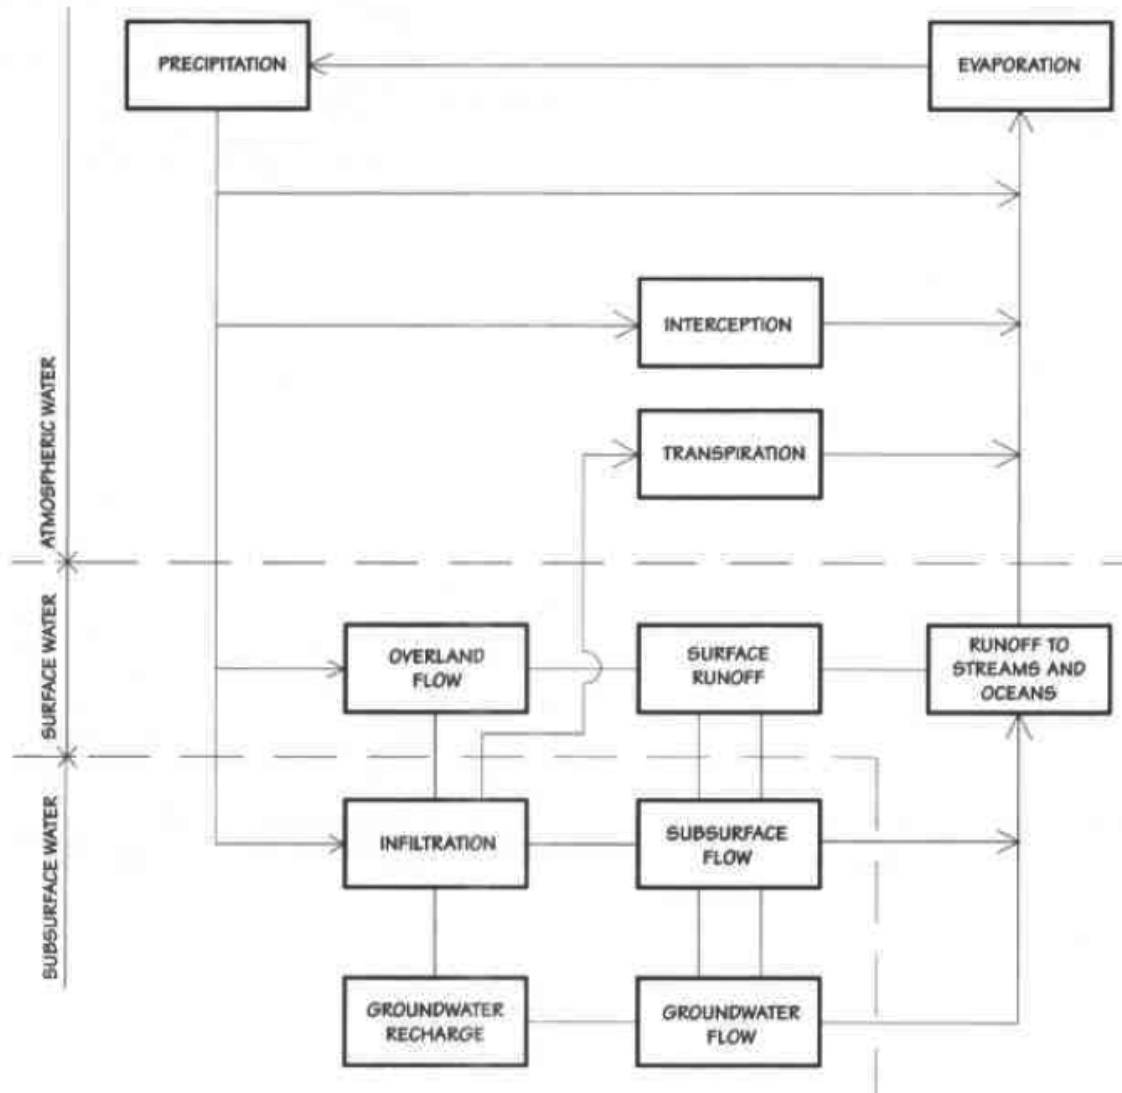 PRECIPITATION
EVAPORATION
INTERCEPTION
TRANSPIRATION
ATMOSPHERIC WATER
SURFACE WATER
OVERLAND
FLOW
SURFACE
RUNOFF
RUNOFF TO
STREAMS AND
OCEANS
SUBSURFACE WATER
INFILTRATION
SUBSURFACE
FLOW
GROUNDWATER
RECHARGE
GROUNDWATER
FLOW